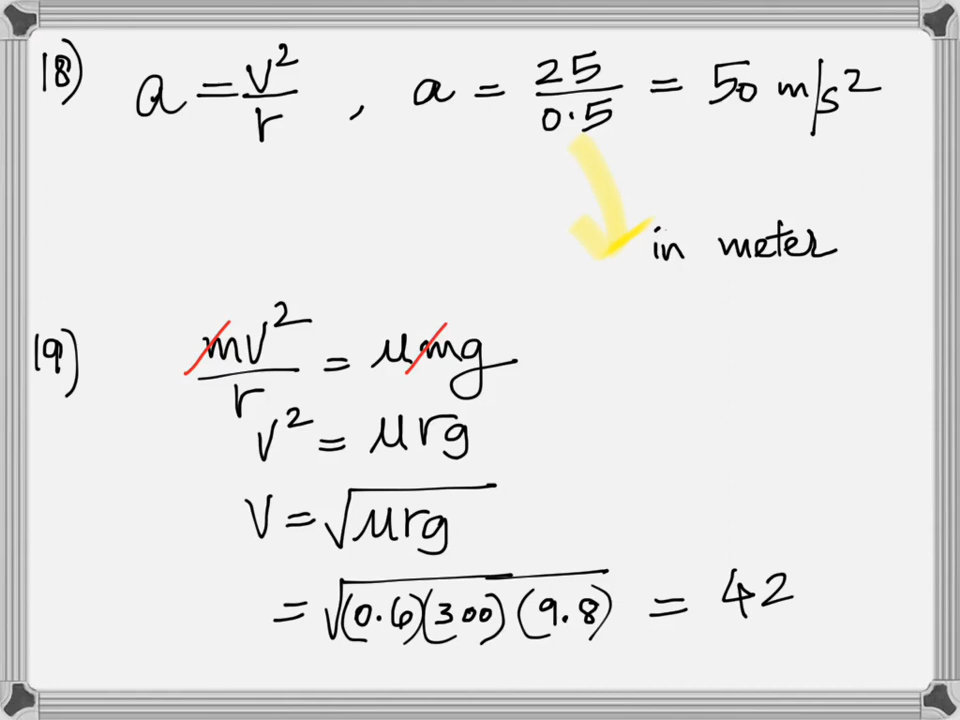 18) a = v²/r , a = 25/0.5 = 50 m/s²
in meter
19) mv²/r = μmg
v² = μrg
v = √μrg
= √(0.6)(300)(9.8) = 42